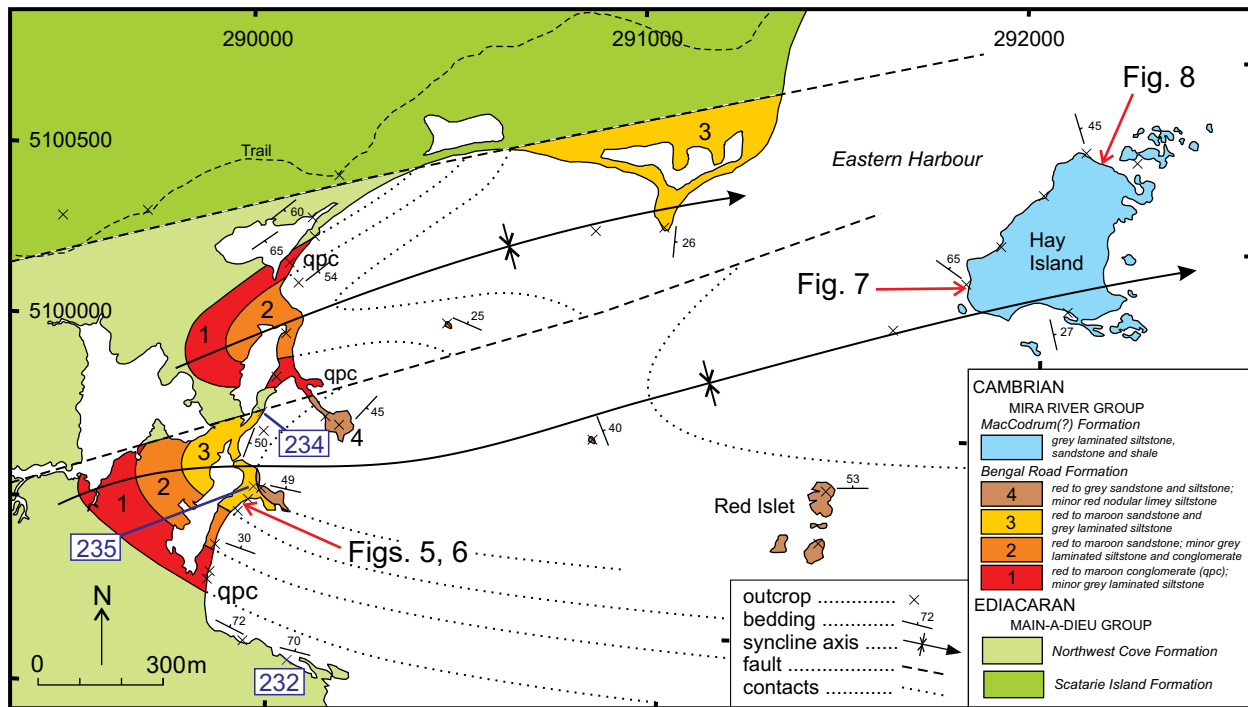 290000
291000
292000
Fig. 8
5100500
3
45
Trail
Eastern Harbour
60
65
qpc
54
26
65
Hay
Island
Fig. 7
5100000
1
2
25
27
qpc
45
4
234
3
50
40
2
1
49
53
Red Islet
235
Figs. 5, 6
30
qpc
N
72
70
0
300m
232
outcrop
bedding
72
syncline axis
fault
contacts
CAMBRIAN
MIRA RIVER GROUP
MacCodrum(?) Formation
grey laminated siltstone,
sandstone and shale
Bengal Road Formation
4
red to grey sandstone and siltstone;
minor red nodular limey siltstone
3
red to maroon sandstone and
grey laminated siltstone
2
red to maroon sandstone; minor grey
laminated siltstone and conglomerate
1
red to maroon conglomerate (qpc);
minor grey laminated siltstone
EDIACARAN
MAIN-A-DIEU GROUP
Northwest Cove Formation
Scatarie Island Formation